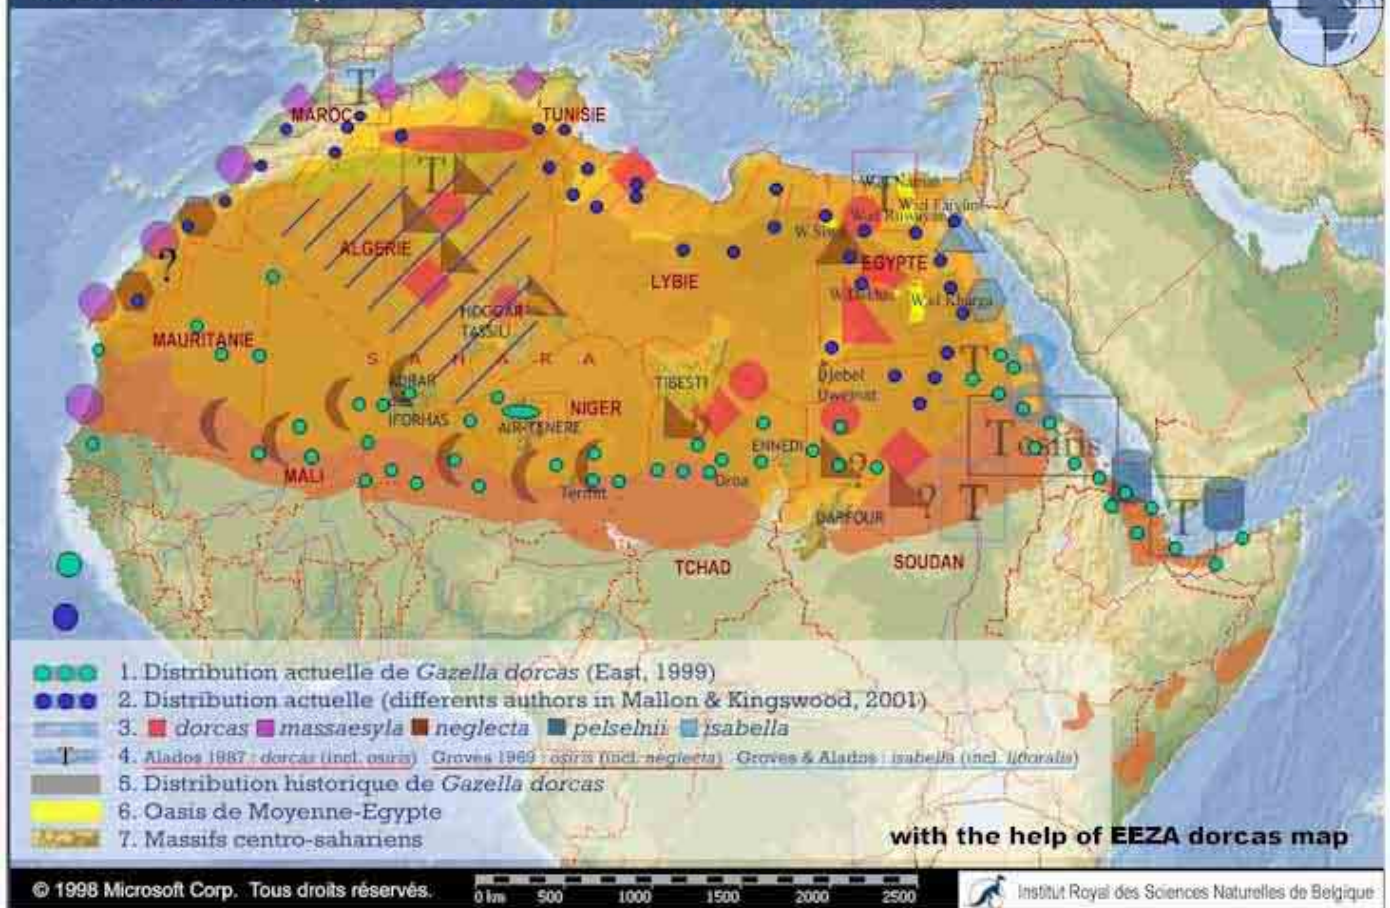 T
MAROC
TUNISIE
T
W. Siwa
ALGERIE
LYBIE
EGYPTE
?
HOGGAR
TASSILI
MAURITANIE
S A H A R A
T
ADRAR
IFORHAS
AIR-TENERE
NIGER
TIBESTI
Djebel
Uweinat
T
ENNEDI
?
?
T
T
MALI
Termit
DARFOUR
TCHAD
SOUDAN
1. Distribution actuelle de Gazella dorcas (East, 1999)
2. Distribution actuelle (differents authors in Mallon & Kingswood, 2001)
3. dorcas massaesyla neglecta pelselnii isabella
T 4. Alados 1987 : dorcas (incl. osiris) Groves 1969 : osiris (incl. neglecta) Groves & Alados : isabella (incl. littoralis)
5. Distribution historique de Gazella dorcas
6. Oasis de Moyenne-Egypte
7. Massifs centro-sahariens
with the help of EEZA dorcas map
© 1998 Microsoft Corp. Tous droits réservés.
0 km 500 1000 1500 2000 2500
Institut Royal des Sciences Naturelles de Belgique